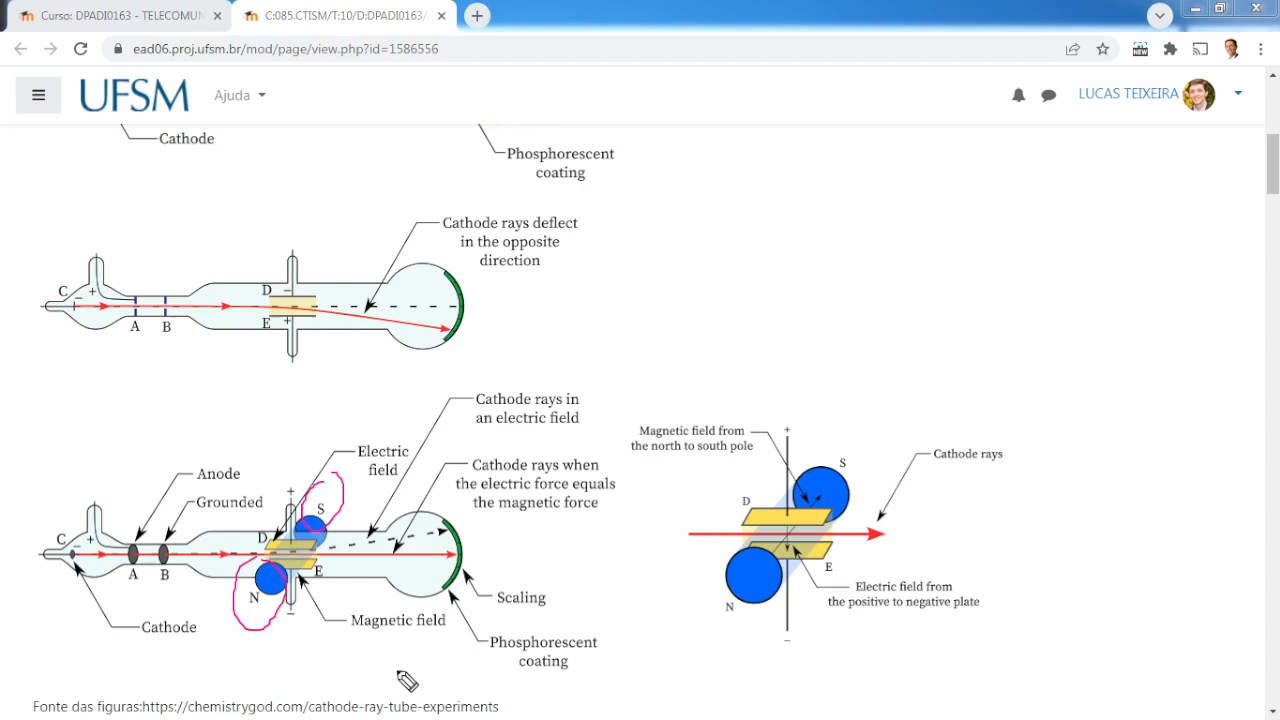 Curso: DPADI0163 - TELECOMUN
C:085.CTISM/T:10/D:DPADI0163/
ead06.proj.ufsm.br/mod/page/view.php?id=1586556
NEW
UFSM
Ajuda
LUCAS TEIXEIRA
Cathode
Phosphorescent
coating
Cathode rays deflect
in the opposite
direction
C
−
+
A
B
D
−
E
+
Cathode rays in
an electric field
Electric
field
Cathode rays when
the electric force equals
the magnetic force
Anode
Grounded
+
S
C
−
+
D
A
B
E
N
−
Scaling
Magnetic field
Cathode
Phosphorescent
coating
Magnetic field from
the north to south pole
+
S
Cathode rays
D
E
Electric field from
the positive to negative plate
N
−
Fonte das figuras:https://chemistrygod.com/cathode-ray-tube-experiments